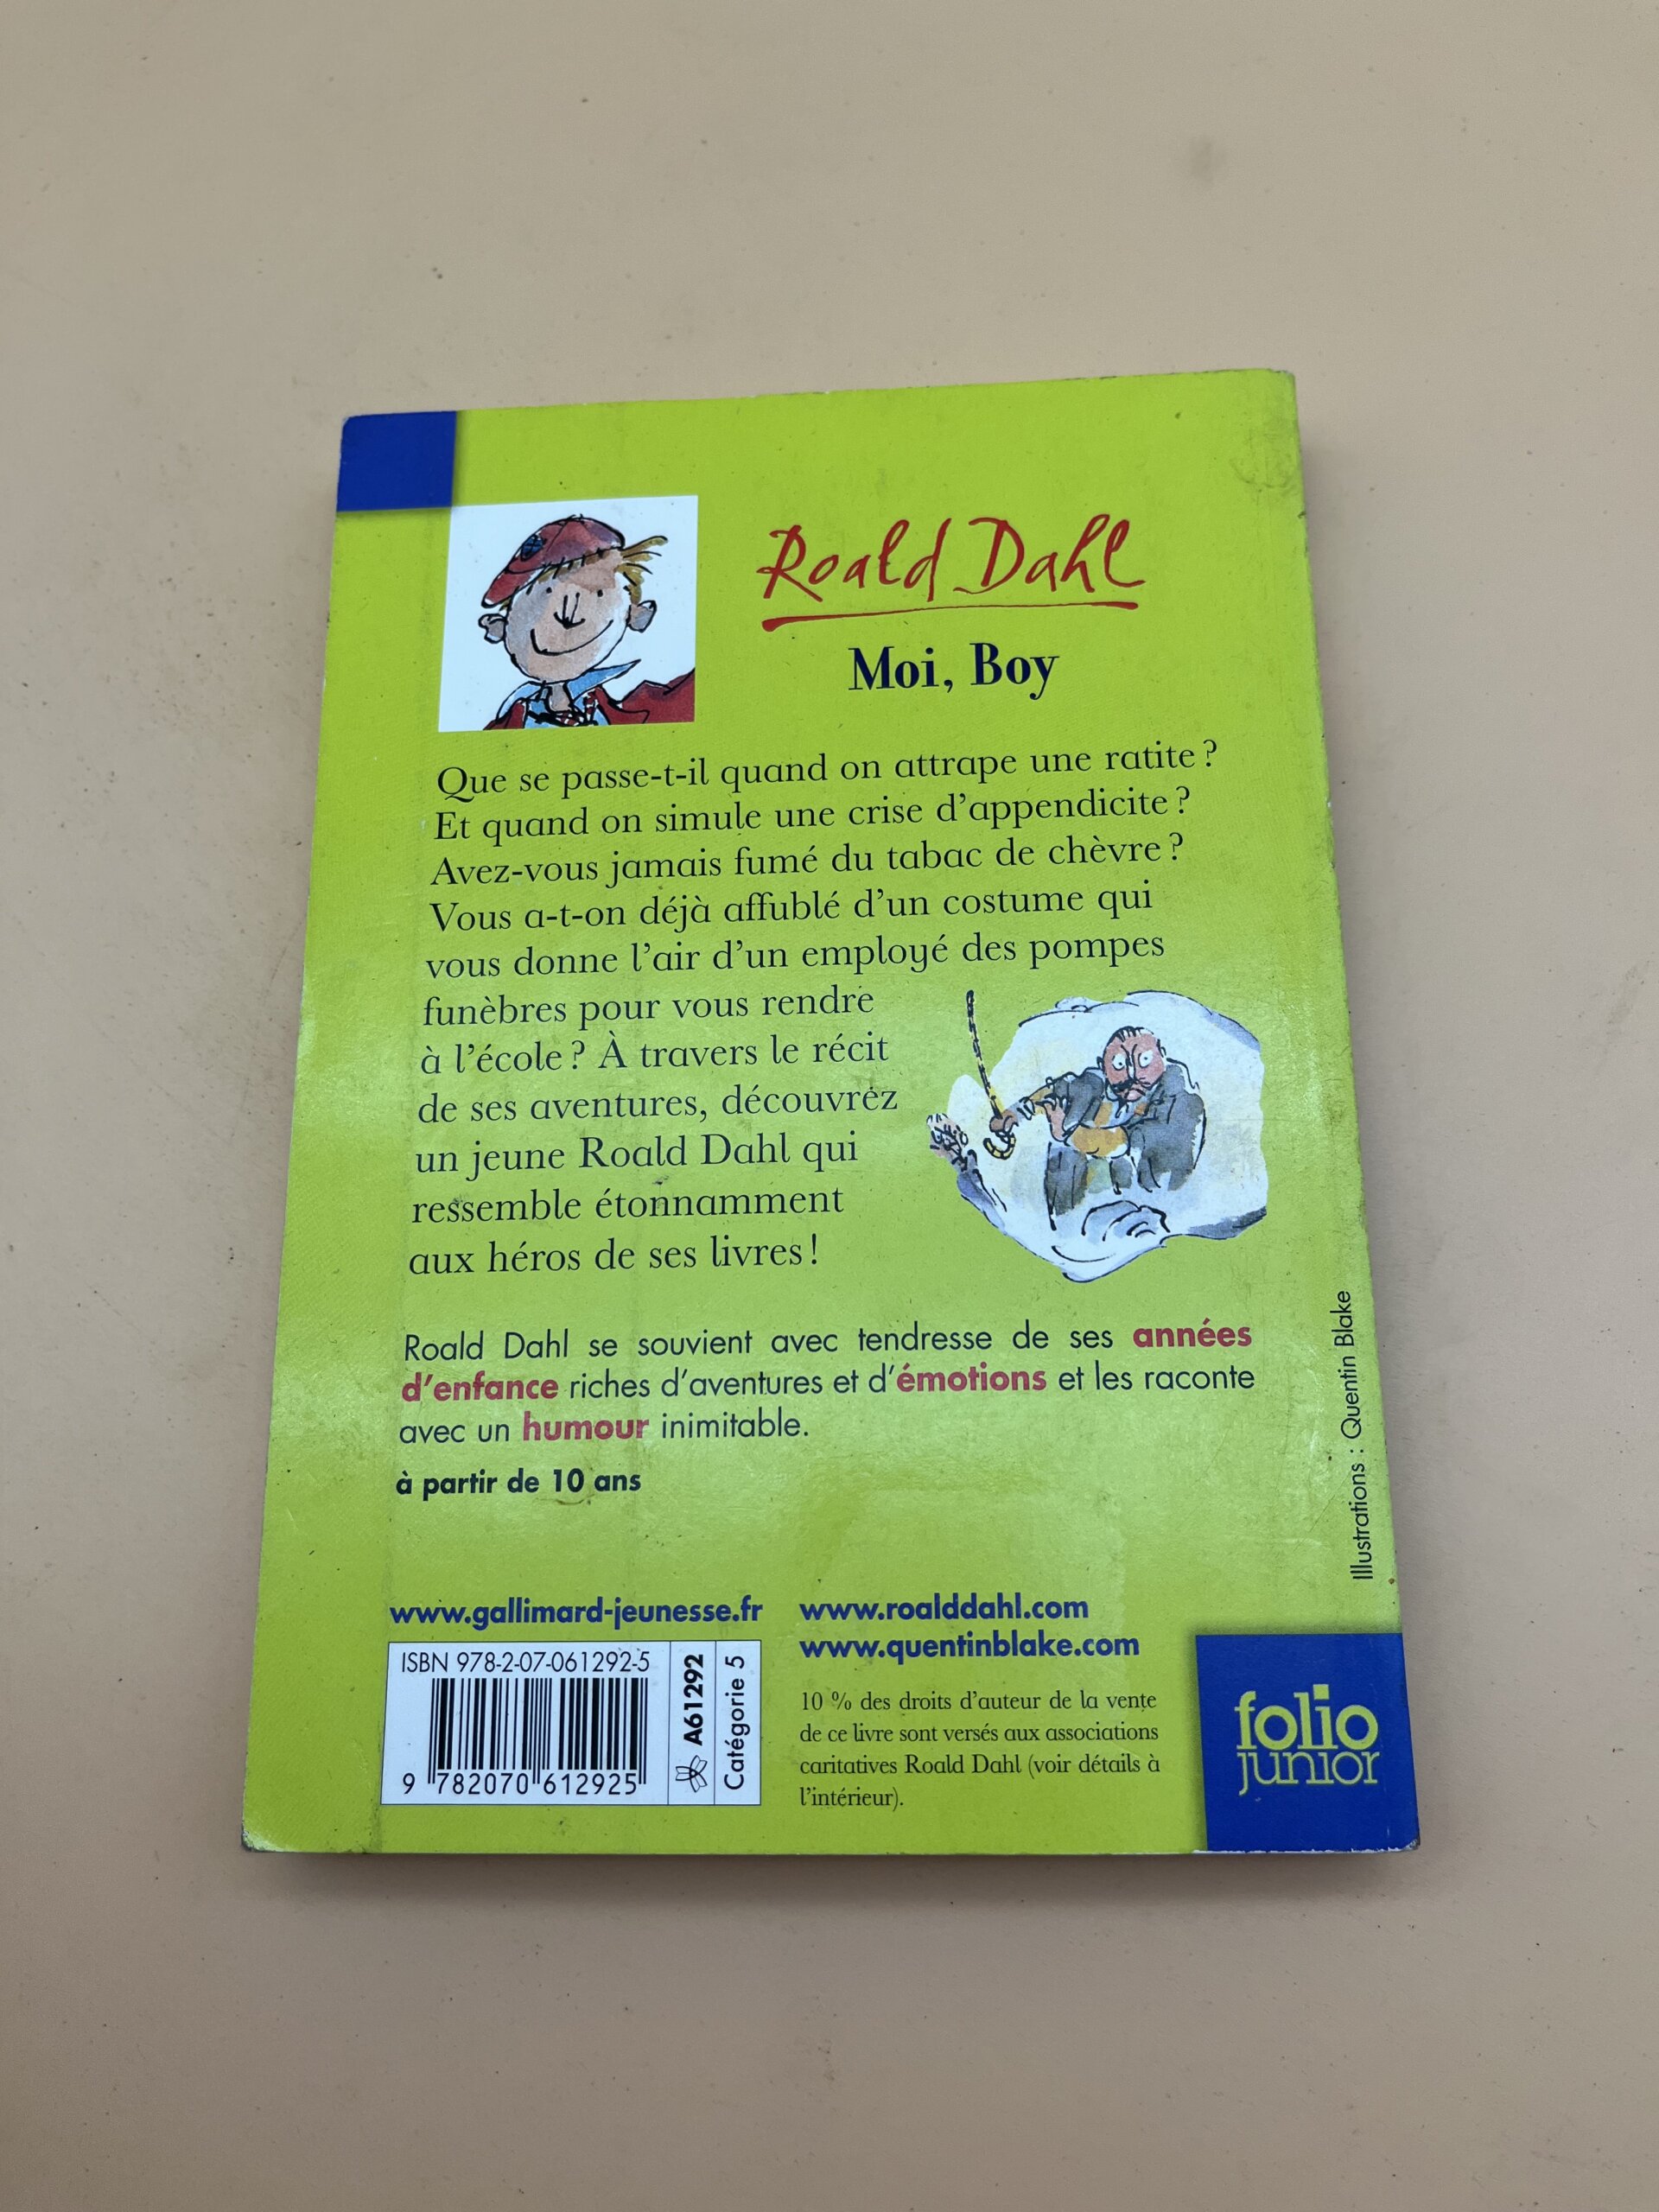 Roald Dahl
Moi, Boy
Que se passe-t-il quand on attrape une ratite ?
Et quand on simule une crise d'appendicite ?
Avez-vous jamais fumé du tabac de chèvre ?
Vous a-t-on déjà affublé d'un costume qui
vous donne l'air d'un employé des pompes
funèbres pour vous rendre
à l'école ? À travers le récit
de ses aventures, découvrez
un jeune Roald Dahl qui
ressemble étonnamment
aux héros de ses livres !
Roald Dahl se souvient avec tendresse de ses années
d'enfance riches d'aventures et d'émotions et les raconte
avec un humour inimitable.
à partir de 10 ans
Illustrations : Quentin Blake
www.gallimard-jeunesse.fr
ISBN 978-2-07-061292-5
9 782070 612925
A61292
Catégorie 5
www.roalddahl.com
www.quentinblake.com
10 % des droits d'auteur de la vente
de ce livre sont versés aux associations
caritatives Roald Dahl (voir détails à
l'intérieur).
folio
junior